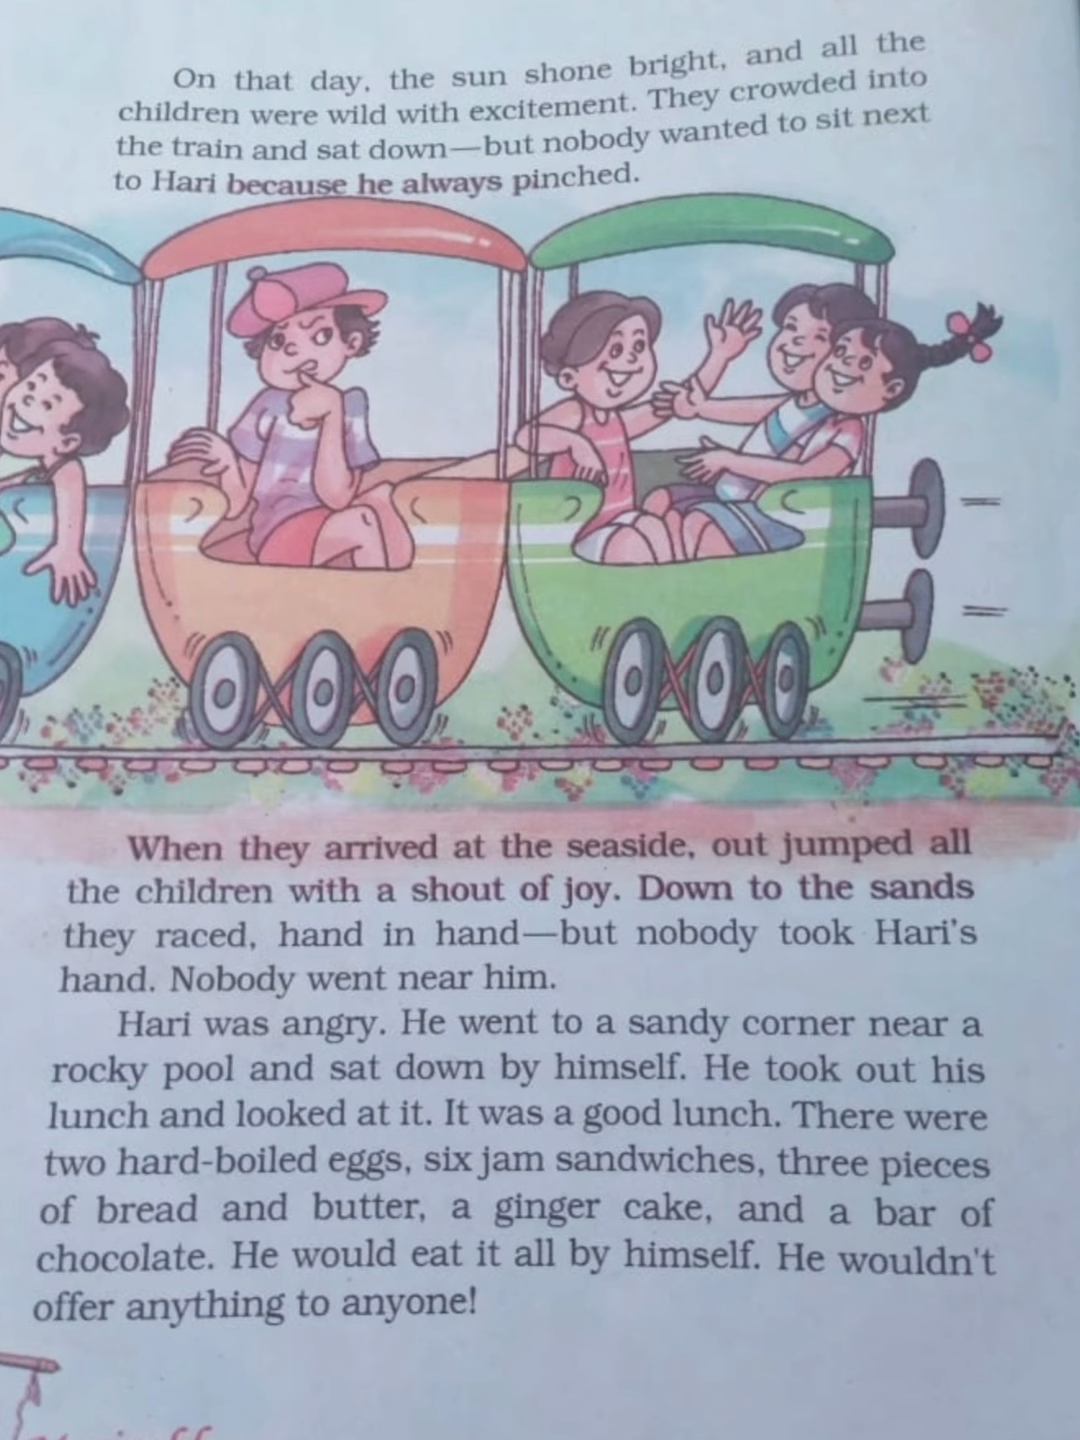 On that day, the sun shone bright, and all the
children were wild with excitement. They crowded into
the train and sat down—but nobody wanted to sit next
to Hari because he always pinched.
When they arrived at the seaside, out jumped all
the children with a shout of joy. Down to the sands
they raced, hand in hand—but nobody took Hari's
hand. Nobody went near him.
Hari was angry. He went to a sandy corner near a
rocky pool and sat down by himself. He took out his
lunch and looked at it. It was a good lunch. There were
two hard-boiled eggs, six jam sandwiches, three pieces
of bread and butter, a ginger cake, and a bar of
chocolate. He would eat it all by himself. He wouldn't
offer anything to anyone!